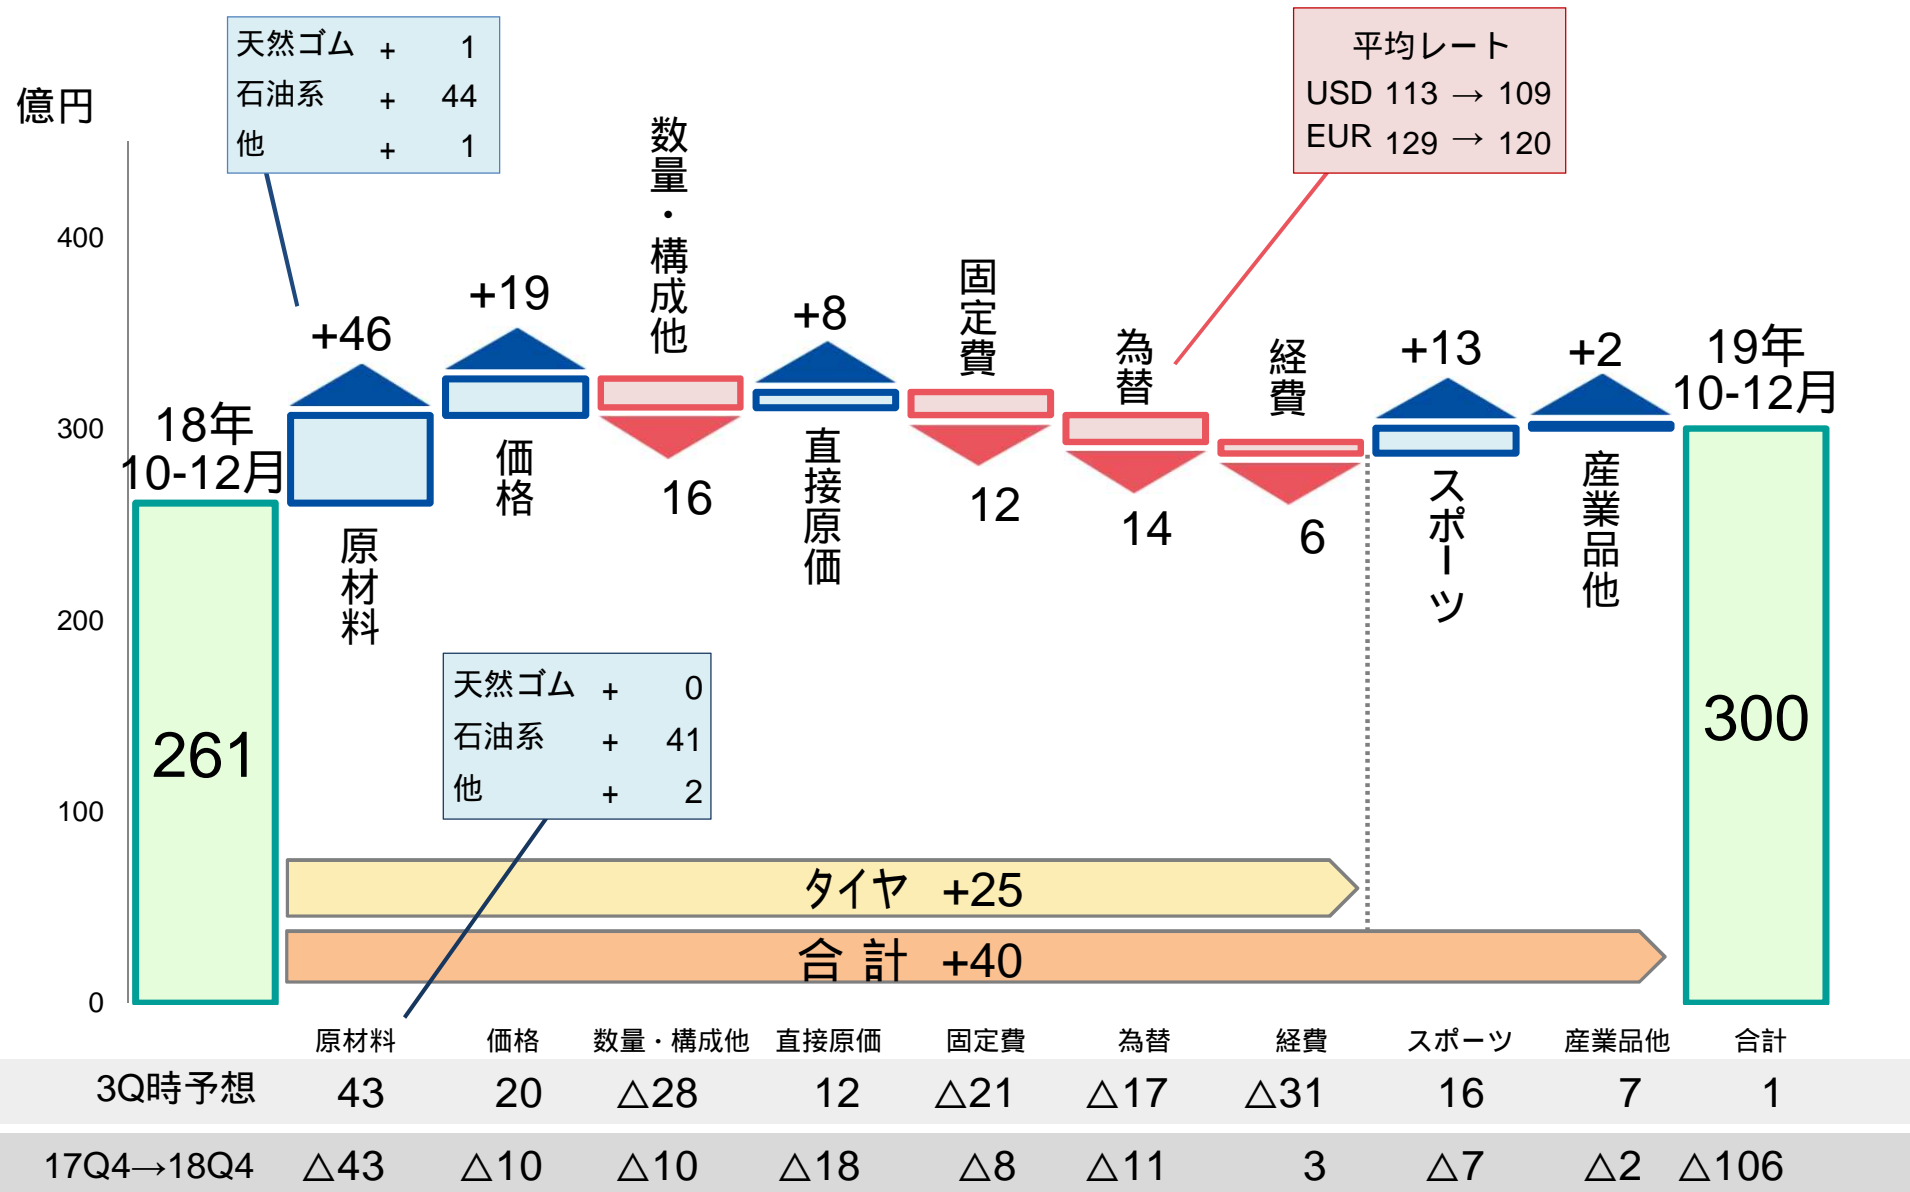 億円
天然ゴム + 1
石油系 + 44
他 + 1
平均レート
USD 113 → 109
EUR 129 → 120
400
300
200
100
0
18年
10-12月
261
+46
原材料
+19
価格
数量・構成他
16
+8
直接原価
固定費
12
為替
14
経費
6
+13
スポーツ
+2
産業品他
19年
10-12月
300
天然ゴム + 0
石油系 + 41
他 + 2
タイヤ +25
合計 +40
原材料 価格 数量・構成他 直接原価 固定費 為替 経費 スポーツ 産業品他 合計
3Q時予想 43 20 △28 12 △21 △17 △31 16 7 1
17Q4→18Q4 △43 △10 △10 △18 △8 △11 3 △7 △2 △106